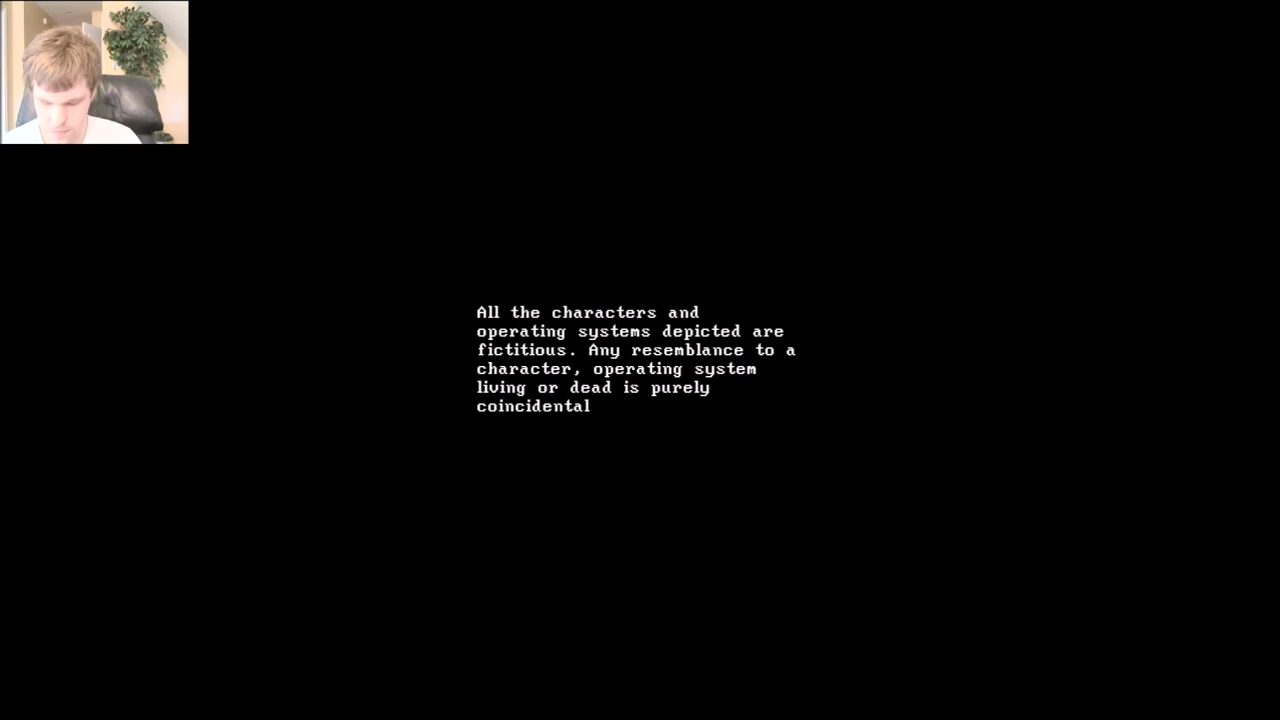 All the characters and
operating systems depicted are
fictitious. Any resemblance to a
character, operating system
living or dead is purely
coincidental